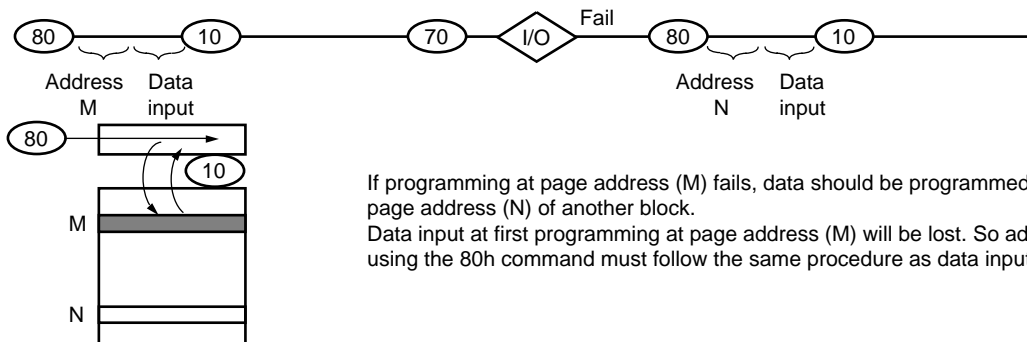 80 10 70 I/O Fail 80 10
Address Data Address Data
M input N input
80
10
If programming at page address (M) fails, data should be programmed
page address (N) of another block.
M
Data input at first programming at page address (M) will be lost. So ad
using the 80h command must follow the same procedure as data input
N